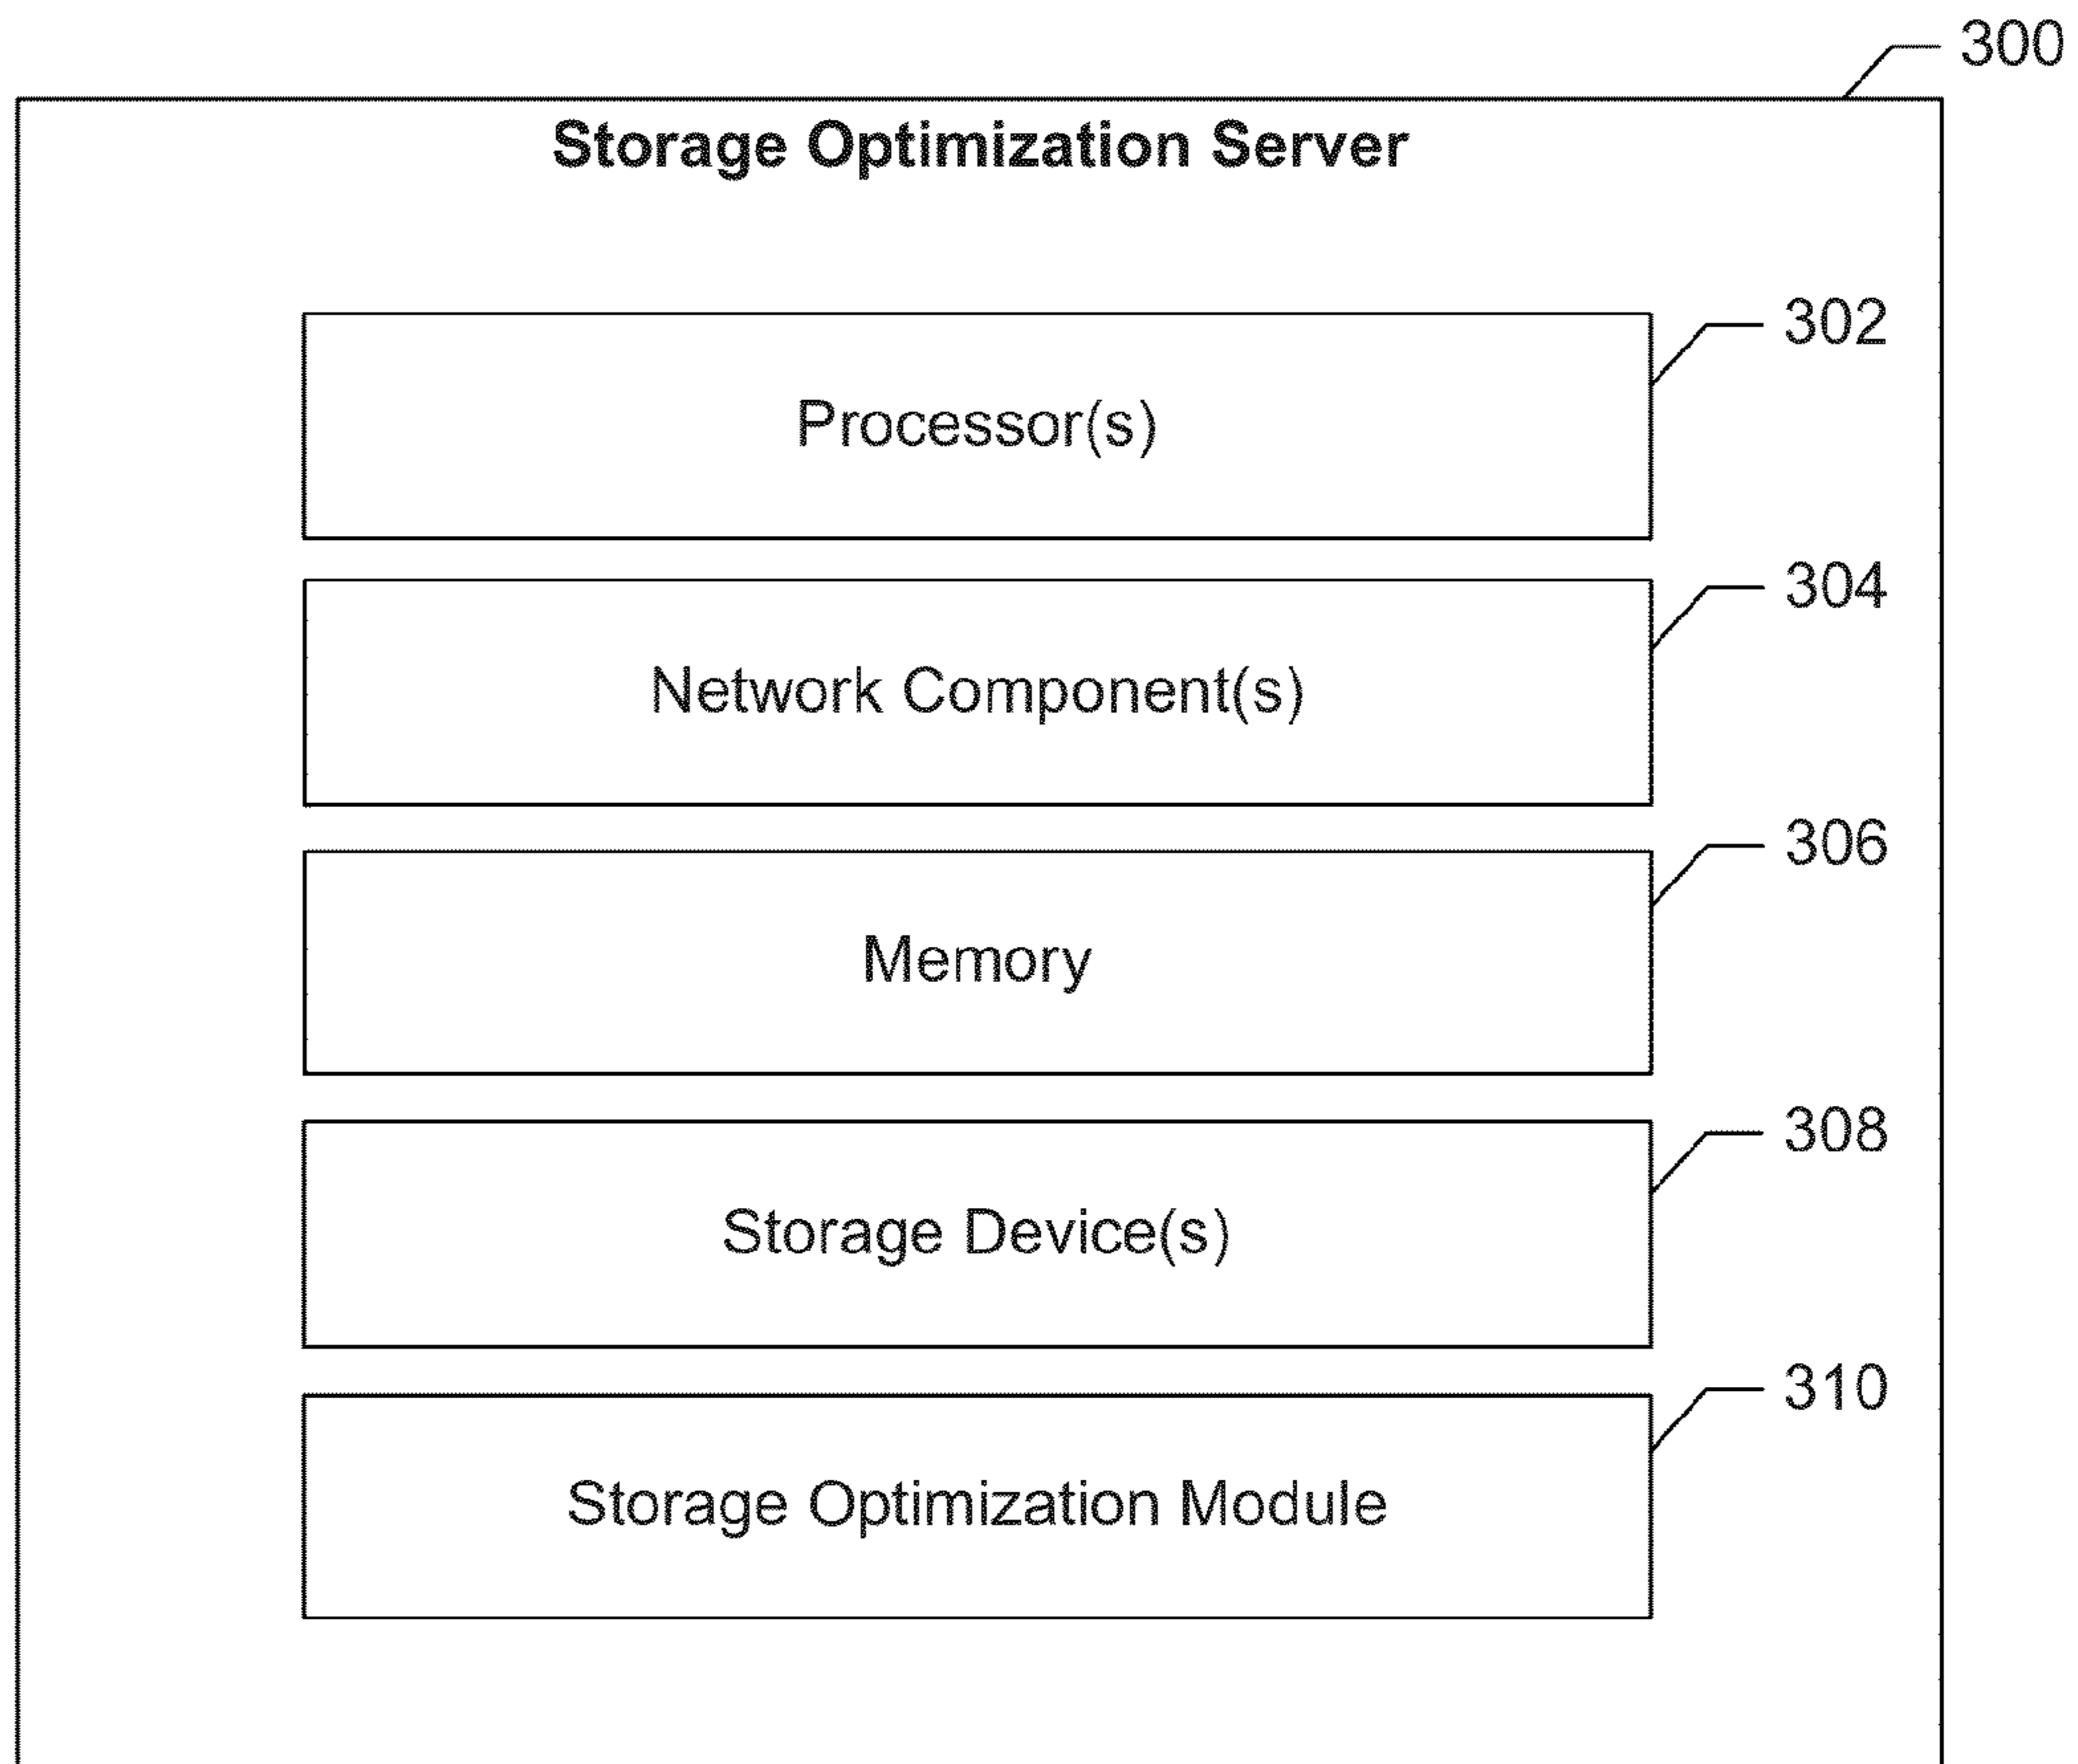 300
Storage Optimization Server
302
Processor(s)
304
Network Component(s)
306
Memory
308
Storage Device(s)
310
Storage Optimization Module